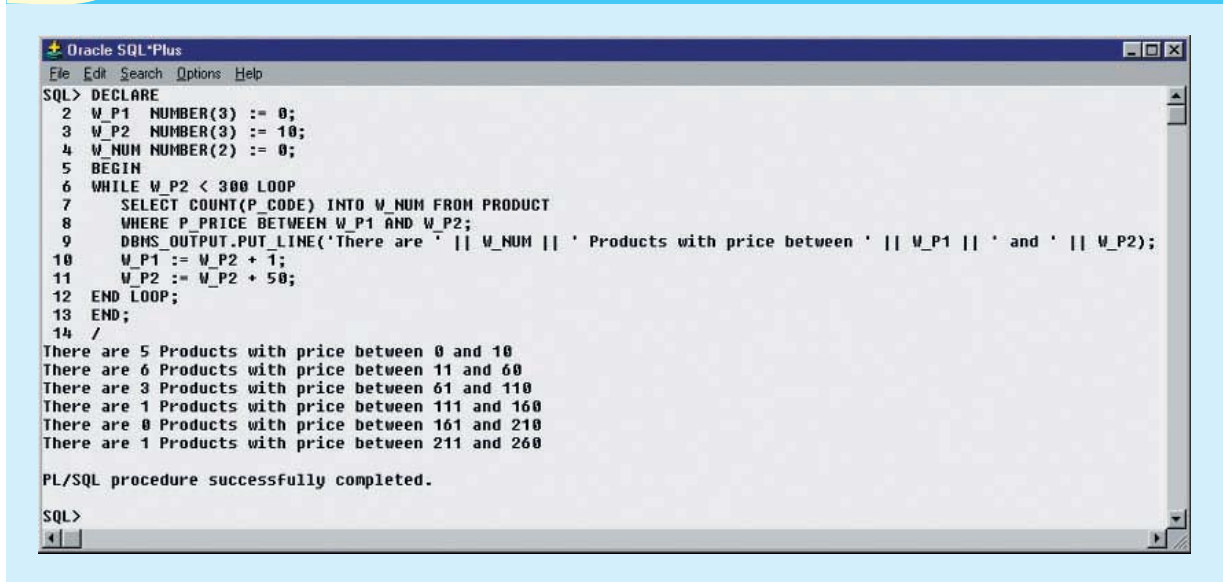 Oracle SQL*Plus
File Edit Search Options Help
SQL> DECLARE
2 W_P1 NUMBER(3) := 0;
3 W_P2 NUMBER(3) := 10;
4 W_NUM NUMBER(2) := 0;
5 BEGIN
6 WHILE W_P2 < 300 LOOP
7 SELECT COUNT(P_CODE) INTO W_NUM FROM PRODUCT
8 WHERE P_PRICE BETWEEN W_P1 AND W_P2;
9 DBMS_OUTPUT.PUT_LINE('There are ' || W_NUM || ' Products with price between ' || W_P1 || ' and ' || W_P2);
10 W_P1 := W_P2 + 1;
11 W_P2 := W_P2 + 50;
12 END LOOP;
13 END;
14 /
There are 5 Products with price between 0 and 10
There are 6 Products with price between 11 and 60
There are 3 Products with price between 61 and 110
There are 1 Products with price between 111 and 160
There are 0 Products with price between 161 and 210
There are 1 Products with price between 211 and 260
PL/SQL procedure successfully completed.
SQL>